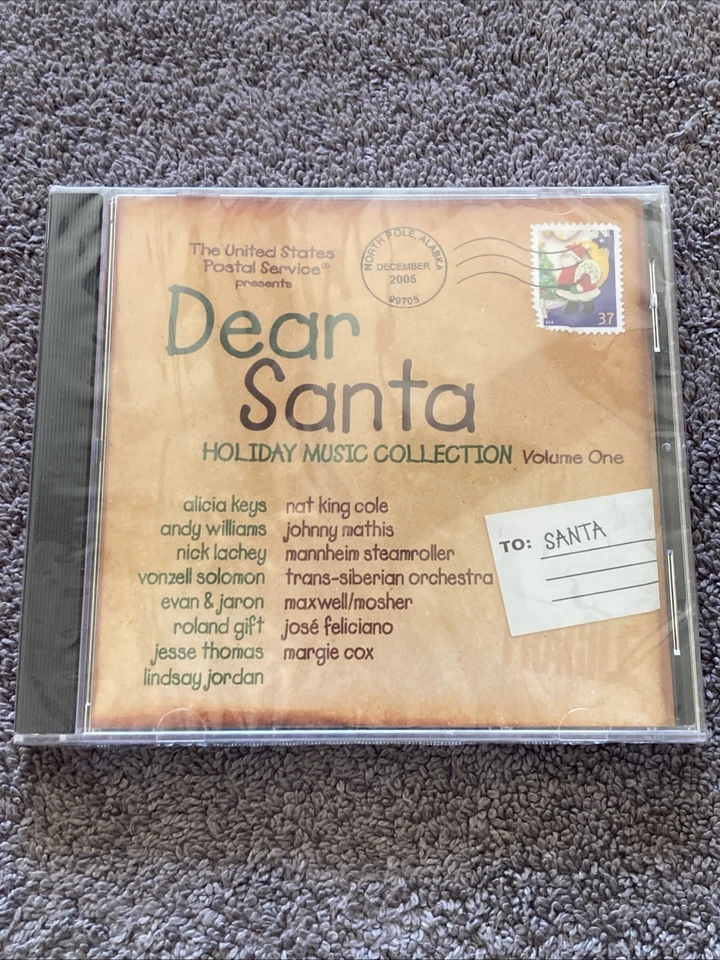 The United States
Postal Service®
presents
NORTH POLE, ALASKA
DECEMBER
2005
99705
37
Dear
Santa
HOLIDAY MUSIC COLLECTION Volume One
alicia keys
andy williams
nick lachey
vonzell solomon
evan & jaron
roland gift
jesse thomas
lindsay jordan
nat king cole
johnny mathis
mannheim steamroller
trans-siberian orchestra
maxwell/mosher
josé feliciano
margie cox
TO: SANTA